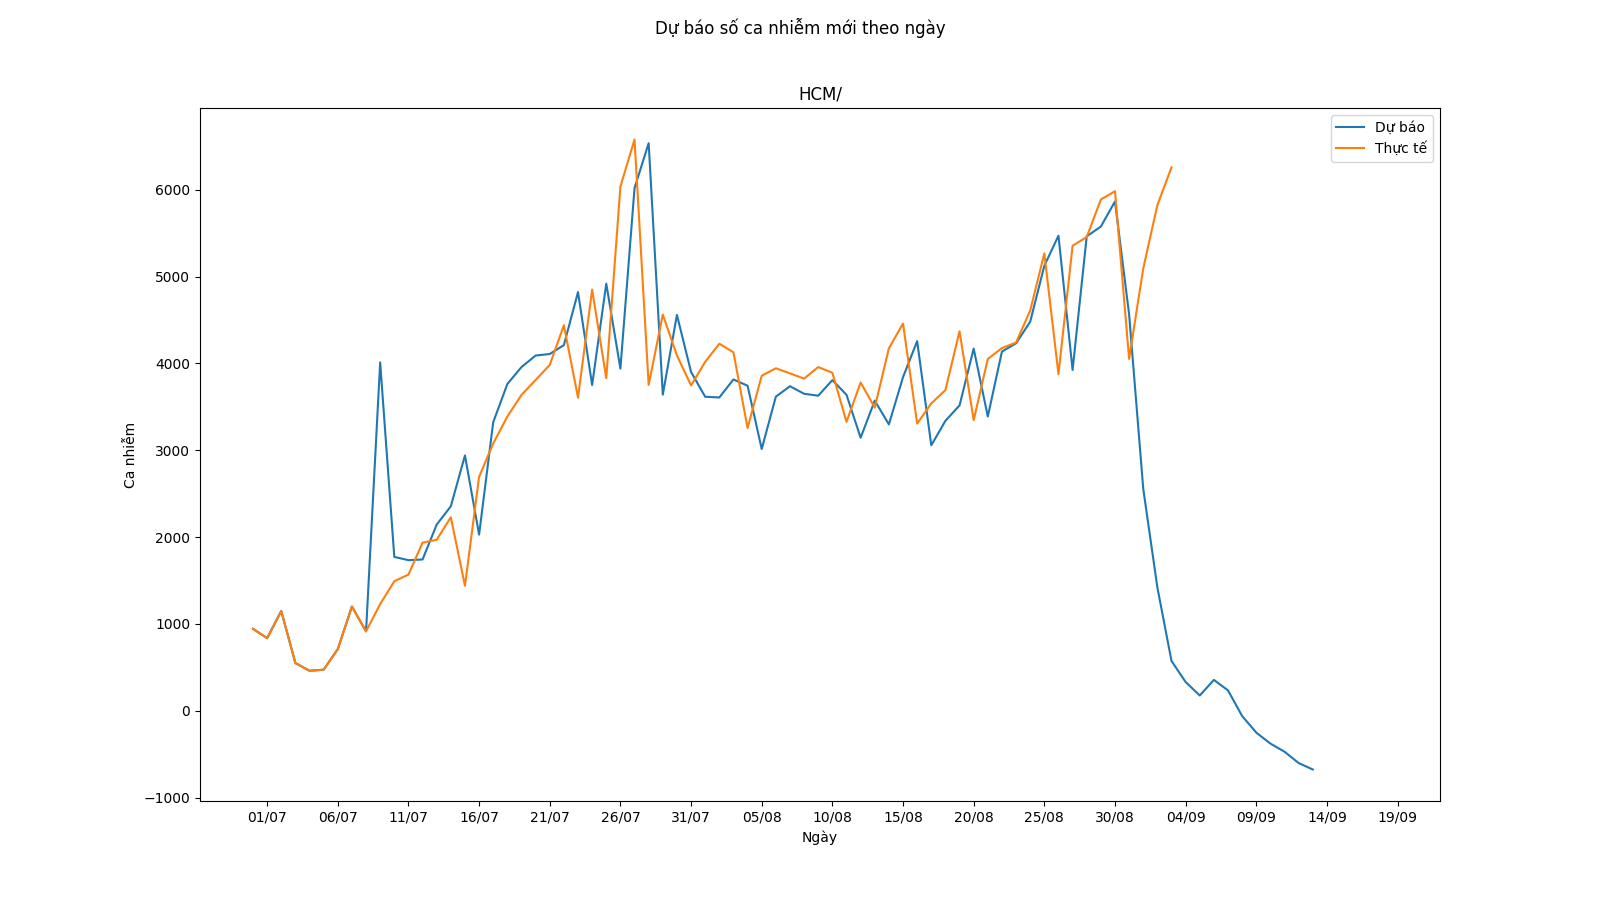 Dự báo số ca nhiễm mới theo ngày
HCM/
Dự báo
Thực tế
6000
5000
4000
3000
2000
1000
0
−1000
Ca nhiễm
01/07 06/07 11/07 16/07 21/07 26/07 31/07 05/08 10/08 15/08 20/08 25/08 30/08 04/09 09/09 14/09 19/09
Ngày